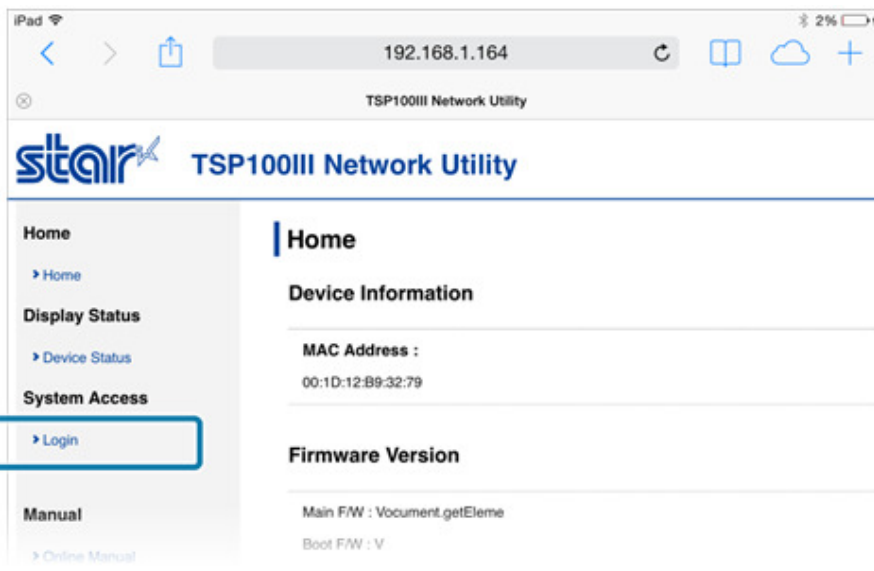 iPad 2%
192.168.1.164
TSP100III Network Utility
star TSP100III Network Utility
Home
Home
Display Status
Device Status
System Access
Login
Manual
Online Manual
Home
Device Information
MAC Address :
00:1D:12:B9:32:79
Firmware Version
Main F/W : Vocument.getEleme
Boot F/W : V